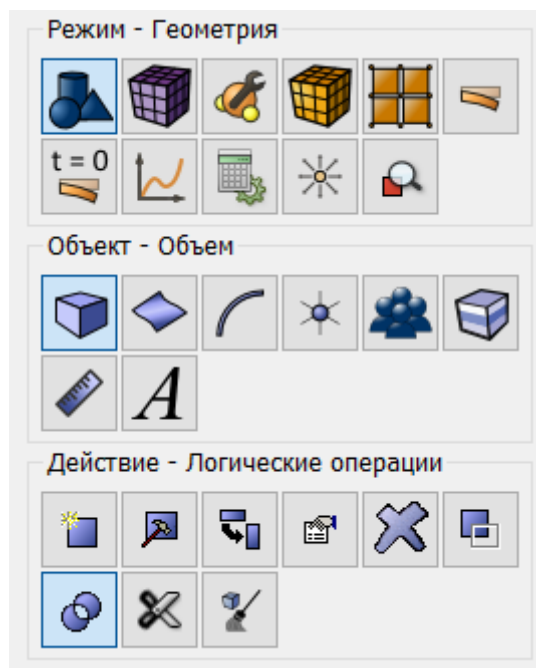 Режим - Геометрия
t = 0
Объект - Объем
A
Действие - Логические операции